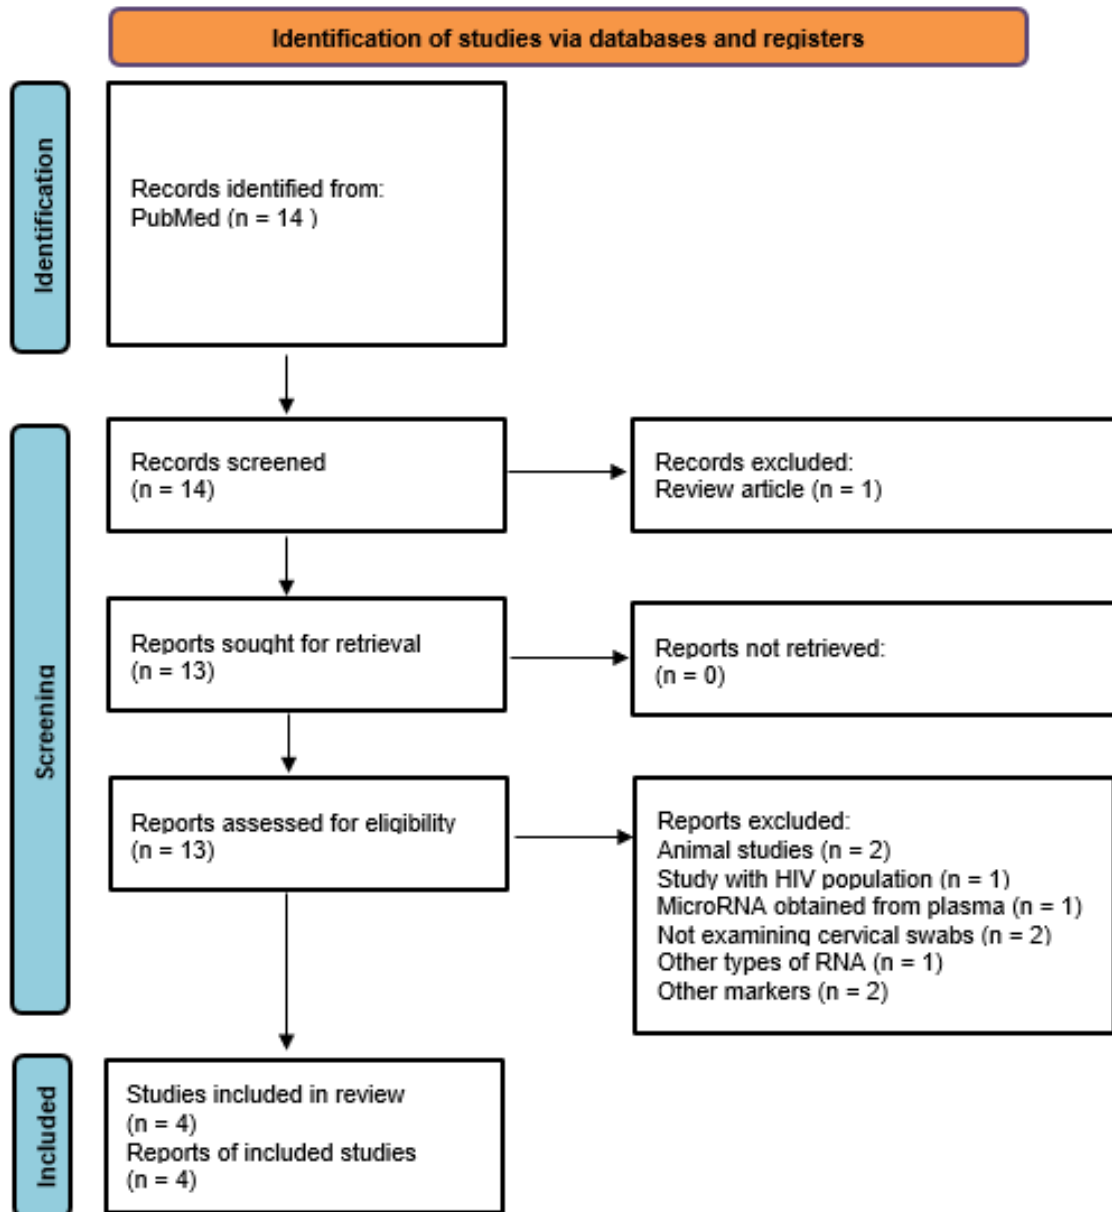 Identification of studies via databases and registers
Identification
Records identified from:
PubMed (n = 14 )
Screening
Records screened
(n = 14)
Records excluded:
Review article (n = 1)
Reports sought for retrieval
(n = 13)
Reports not retrieved:
(n = 0)
Reports assessed for eligibility
(n = 13)
Reports excluded:
Animal studies (n = 2)
Study with HIV population (n = 1)
MicroRNA obtained from plasma (n = 1)
Not examining cervical swabs (n = 2)
Other types of RNA (n = 1)
Other markers (n = 2)
Included
Studies included in review
(n = 4)
Reports of included studies
(n = 4)